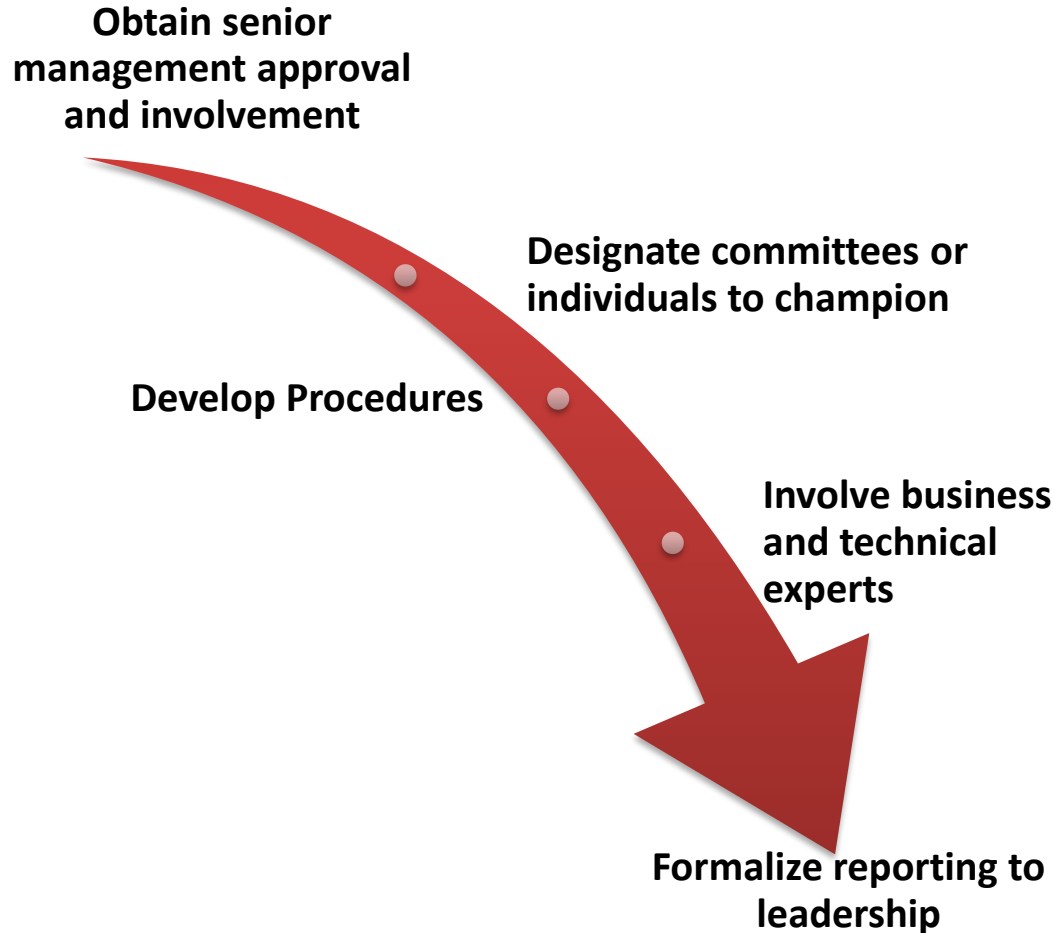 Obtain senior
management approval
and involvement
Designate committees or
individuals to champion
Develop Procedures
Involve business
and technical
experts
Formalize reporting to
leadership